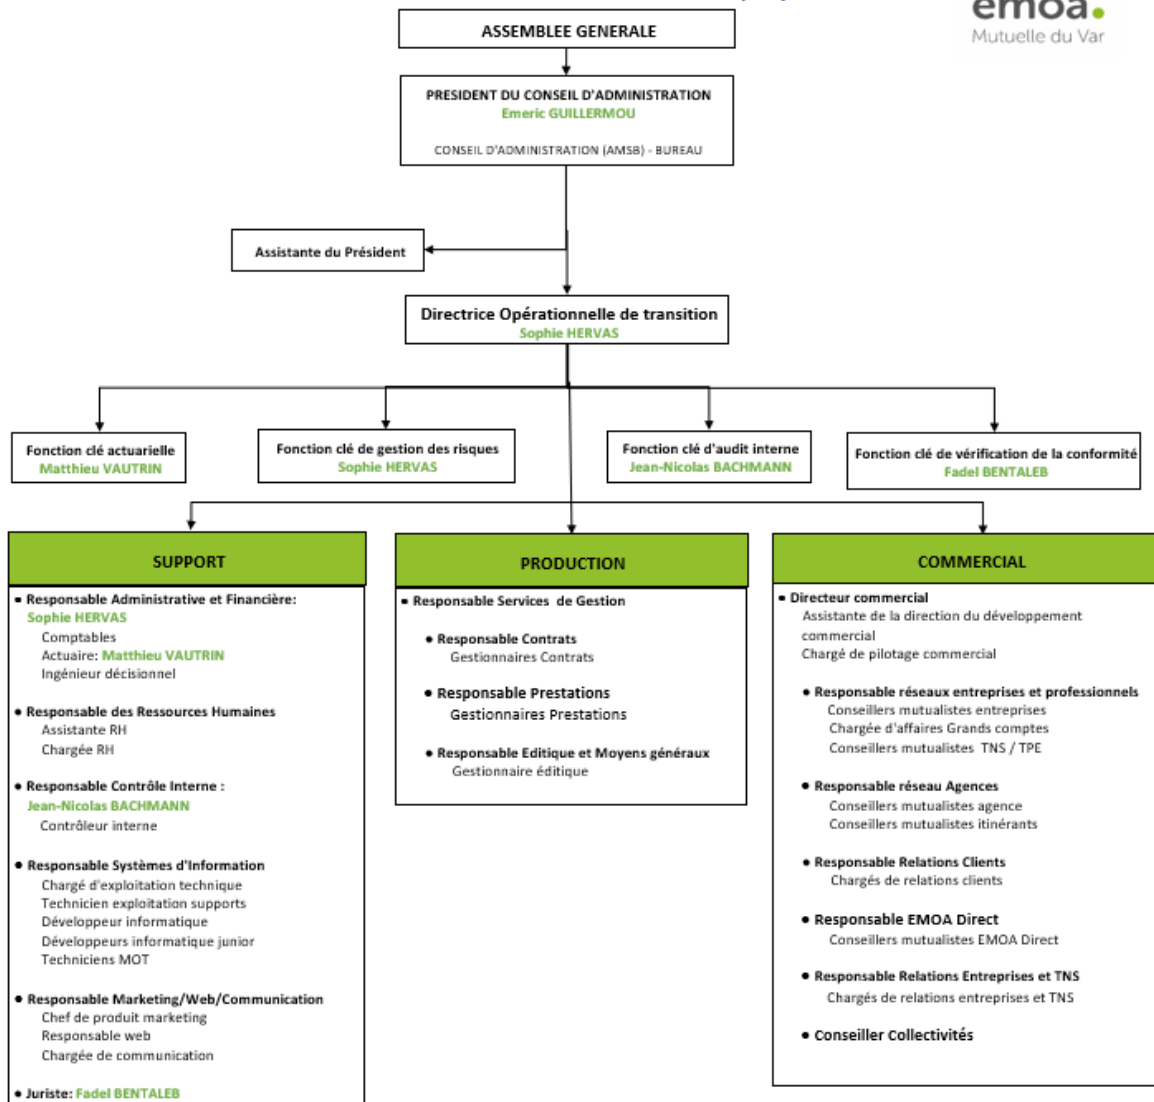 émoa.
Mutuelle du Var
ASSEMBLEE GENERALE
PRESIDENT DU CONSEIL D'ADMINISTRATION
Emeric GUILLERMOU
CONSEIL D'ADMINISTRATION (AMSB) - BUREAU
Assistante du Président
Directrice Opérationnelle de transition
Sophie HERVAS
Fonction clé actuarielle
Matthieu VAUTRIN
Fonction clé de gestion des risques
Sophie HERVAS
Fonction clé d'audit interne
Jean-Nicolas BACHMANN
Fonction clé de vérification de la conformité
Fadel BENTALEB
SUPPORT
• Responsable Administrative et Financière:
Sophie HERVAS
Comptables
Actuaire: Matthieu VAUTRIN
Ingénieur décisionnel
• Responsable des Ressources Humaines
Assistante RH
Chargée RH
• Responsable Contrôle Interne :
Jean-Nicolas BACHMANN
Contrôleur interne
• Responsable Systèmes d'Information
Chargé d'exploitation technique
Technicien exploitation supports
Développeur informatique
Développeurs informatique junior
Techniciens MOT
• Responsable Marketing/Web/Communication
Chef de produit marketing
Responsable web
Chargée de communication
• Juriste: Fadel BENTALEB
PRODUCTION
• Responsable Services de Gestion
• Responsable Contrats
Gestionnaires Contrats
• Responsable Prestations
Gestionnaires Prestations
• Responsable Editique et Moyens généraux
Gestionnaire éditique
COMMERCIAL
• Directeur commercial
Assistante de la direction du développement
commercial
Chargé de pilotage commercial
• Responsable réseaux entreprises et professionnels
Conseillers mutualistes entreprises
Chargée d'affaires Grands comptes
Conseillers mutualistes TNS / TPE
• Responsable réseau Agences
Conseillers mutualistes agence
Conseillers mutualistes itinérants
• Responsable Relations Clients
Chargés de relations clients
• Responsable EMOA Direct
Conseillers mutualistes EMOA Direct
• Responsable Relations Entreprises et TNS
Chargés de relations entreprises et TNS
• Conseiller Collectivités